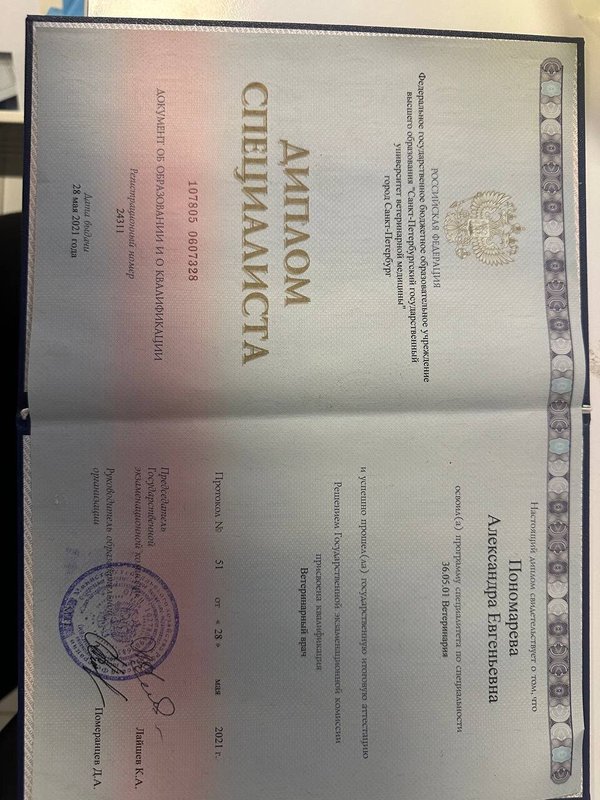 РОССИЙСКАЯ ФЕДЕРАЦИЯ
Федеральное государственное бюджетное образовательное учреждение
высшего образования "Санкт-Петербургский государственный
университет ветеринарной медицины"
город Санкт-Петербург
ДИПЛОМ
СПЕЦИАЛИСТА
107805 0607328
ДОКУМЕНТ ОБ ОБРАЗОВАНИИ И О КВАЛИФИКАЦИИ
Регистрационный номер
24311
Дата выдачи
28 мая 2021 года
Настоящий диплом свидетельствует о том, что
Пономарева
Александра Евгеньевна
освоил(а) программу специалитета по специальности
36.05.01 Ветеринария
и успешно прошел(ла) государственную итоговую аттестацию
Решением Государственной экзаменационной комиссии
присвоена квалификация
Ветеринарный врач
Протокол № 51 от « 28 » мая 2021 г.
Председатель
Государственной
экзаменационной комиссии Лайшев К.А.
Руководитель образовательной
организации Померанцев Д.А.